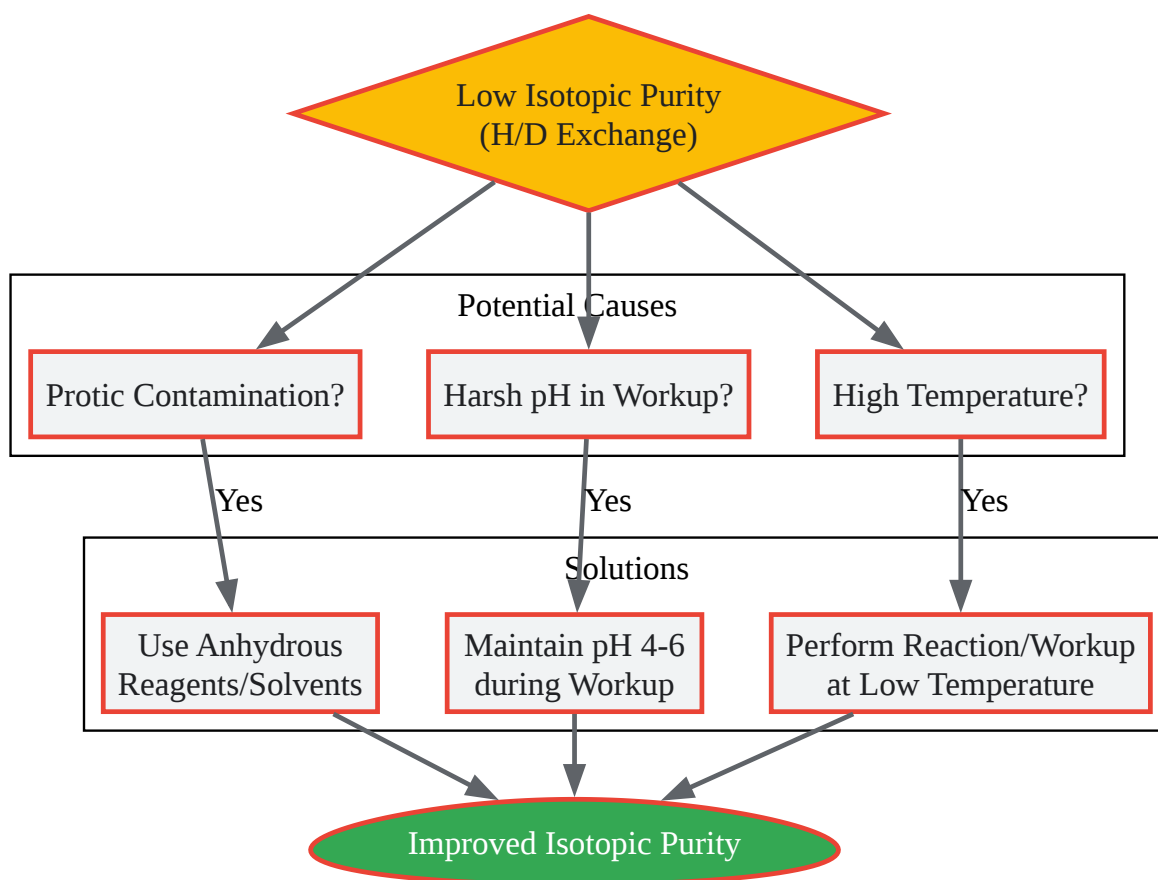 Low Isotopic Purity
(H/D Exchange)
Potential Causes
Protic Contamination?
Harsh pH in Workup?
High Temperature?
Yes
Yes
Yes
Solutions
Use Anhydrous
Reagents/Solvents
Maintain pH 4-6
during Workup
Perform Reaction/Workup
at Low Temperature
Improved Isotopic Purity